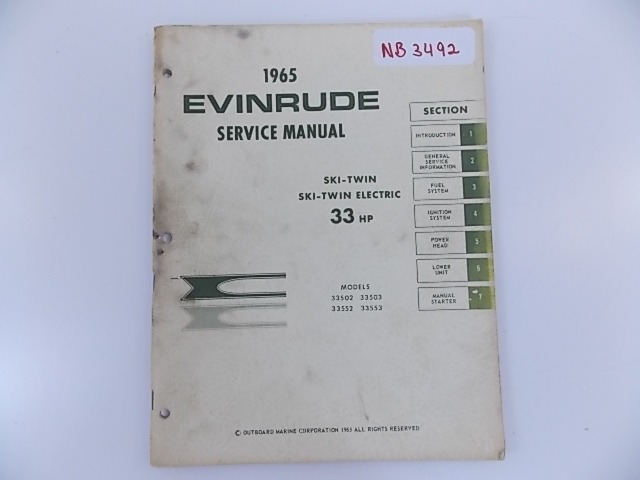 NB 3492
1965
EVINRUDE
SERVICE MANUAL
SKI-TWIN
SKI-TWIN ELECTRIC
33 HP
MODELS
33502 33503
33552 33553
SECTION
INTRODUCTION 1
GENERAL
SERVICE
INFORMATION 2
FUEL
SYSTEM 3
IGNITION
SYSTEM 4
POWER
HEAD 5
LOWER
UNIT 6
MANUAL
STARTER 7
© OUTBOARD MARINE CORPORATION 1965 ALL RIGHTS RESERVED